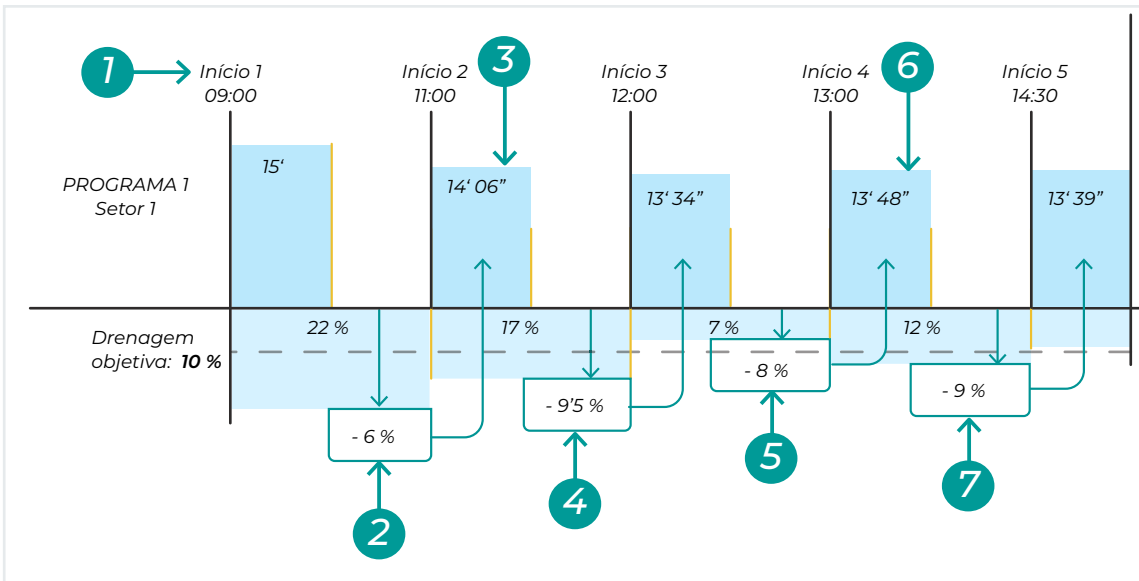 1
Início 1
09:00
Início 2
11:00
3
Início 3
12:00
Início 4
13:00
6
Início 5
14:30
PROGRAMA 1
Setor 1
15‘
14‘ 06”
13‘ 34”
13‘ 48”
13‘ 39”
Drenagem
objetiva: 10 %
22 %
17 %
7 %
12 %
- 6 %
- 9’5 %
- 8 %
- 9 %
2
4
5
7